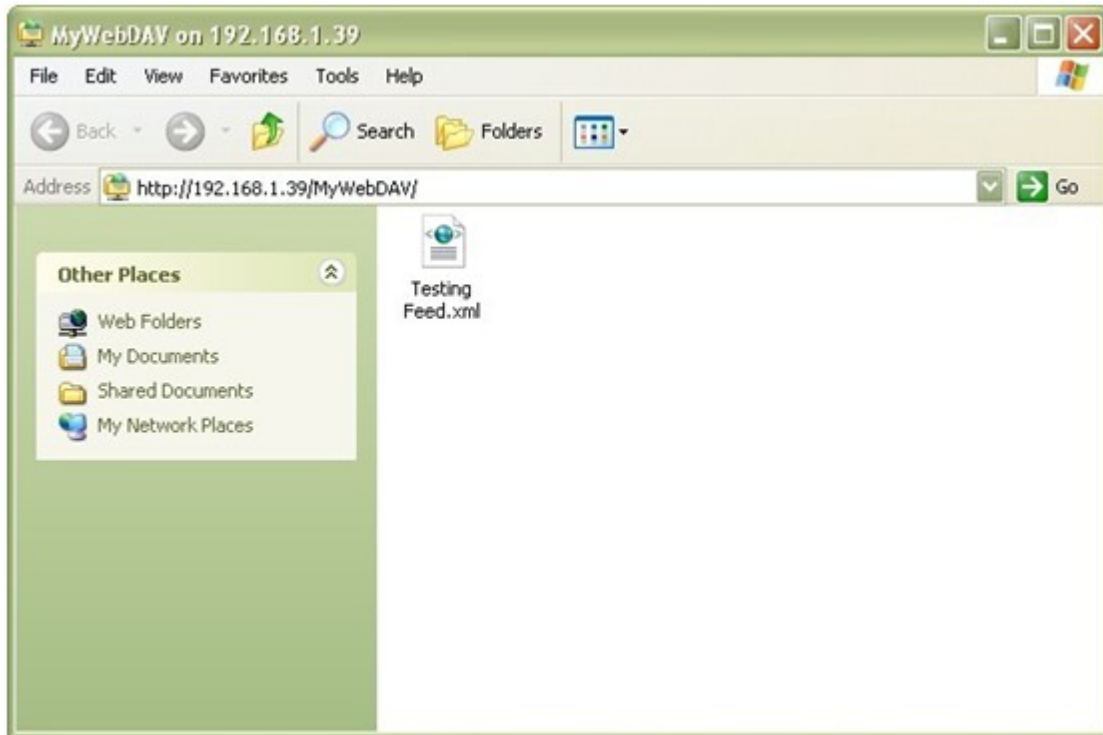 MyWebDAV on 192.168.1.39
File Edit View Favorites Tools Help
Back Search Folders
Address http://192.168.1.39/MyWebDAV/ Go
Other Places
Web Folders
My Documents
Shared Documents
My Network Places
Testing
Feed.xml